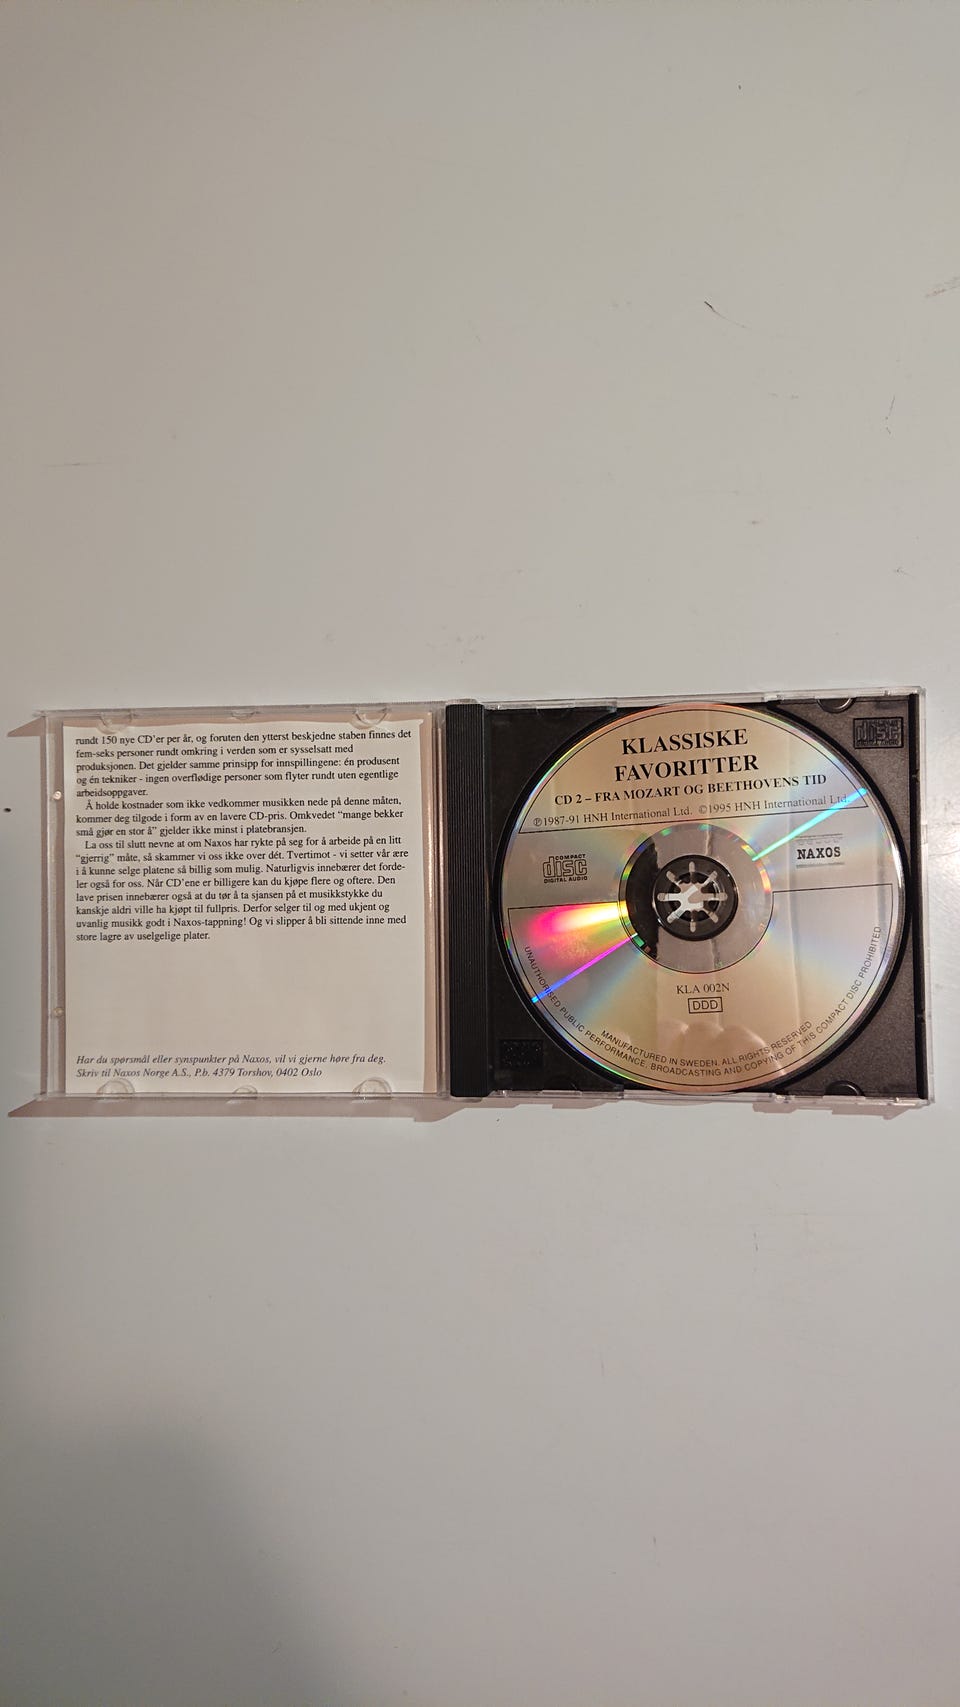 rundt 150 nye CD'er per år, og foruten den ytterst beskjedne staben finnes det
fem-seks personer rundt omkring i verden som er sysselsatt med
produksjonen. Det gjelder samme prinsipp for innspillingene: én produsent
og én tekniker - ingen overflødige personer som flyter rundt uten egentlige
arbeidsoppgaver.
Å holde kostnader som ikke vedkommer musikken nede på denne måten,
kommer deg tilgode i form av en lavere CD-pris. Omkvedet "mange bekker
små gjør en stor å" gjelder ikke minst i platebransjen.
La oss til slutt nevne at om Naxos har rykte på seg for å arbeide på en litt
"gjerrig" måte, så skammer vi oss ikke over dét. Tvertimot - vi setter vår ære
i å kunne selge platene så billig som mulig. Naturligvis innebærer det forde-
ler også for oss. Når CD'ene er billigere kan du kjøpe flere og oftere. Den
lave prisen innebærer også at du tør å ta sjansen på et musikkstykke du
kanskje aldri ville ha kjøpt til fullpris. Derfor selger til og med ukjent og
uvanlig musikk godt i Naxos-tappning! Og vi slipper å bli sittende inne med
store lagre av uselgelige plater.
Har du spørsmål eller synspunkter på Naxos, vil vi gjerne høre fra deg.
Skriv til Naxos Norge A.S., P.b. 4379 Torshov, 0402 Oslo
KLASSISKE
FAVORITTER
CD 2 – FRA MOZART OG BEETHOVENS TID
℗1987-91 HNH International Ltd. ©1995 HNH International Ltd.
COMPACT
disc
DIGITAL AUDIO
NAXOS
KLA 002N
DDD
MANUFACTURED IN SWEDEN. ALL RIGHTS RESERVED
UNAUTHORISED PUBLIC PERFORMANCE, BROADCASTING AND COPYING OF THIS COMPACT DISC PROHIBITED
disc